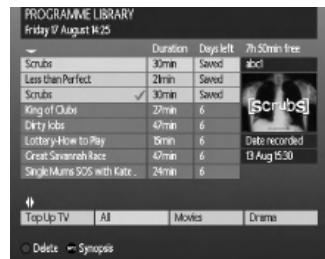 PROGRAMME LIBRARY
Friday 17 August 14:25
Duration Days left 7h 50min free
Scrubs 30min Saved abc1
Less than Perfect 21min Saved
Scrubs 30min Saved
King of Clubs 27min 6
Dirty Jobs 47min 6
[scrubs]
Lottery-How to Play 15min 6 Date recorded
Great Savannah Race 47min 6 13 Aug 15:30
Single Mums SOS with Kate .. 24min 6
Top Up TV All Movies Drama
Delete Synopsis